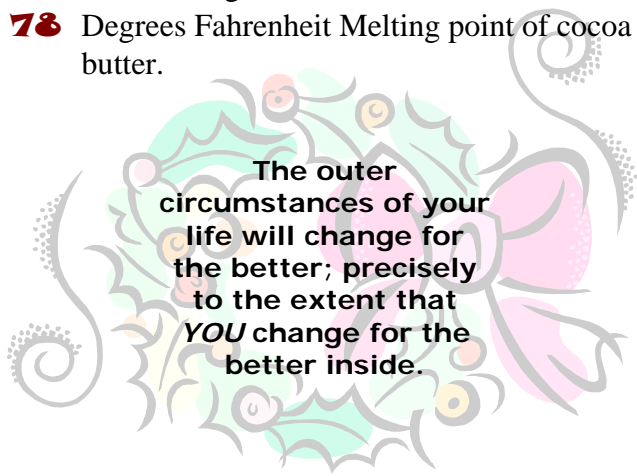 78 Degrees Fahrenheit Melting point of cocoa
butter.
The outer
circumstances of your
life will change for
the better; precisely
to the extent that
YOU change for the
better inside.